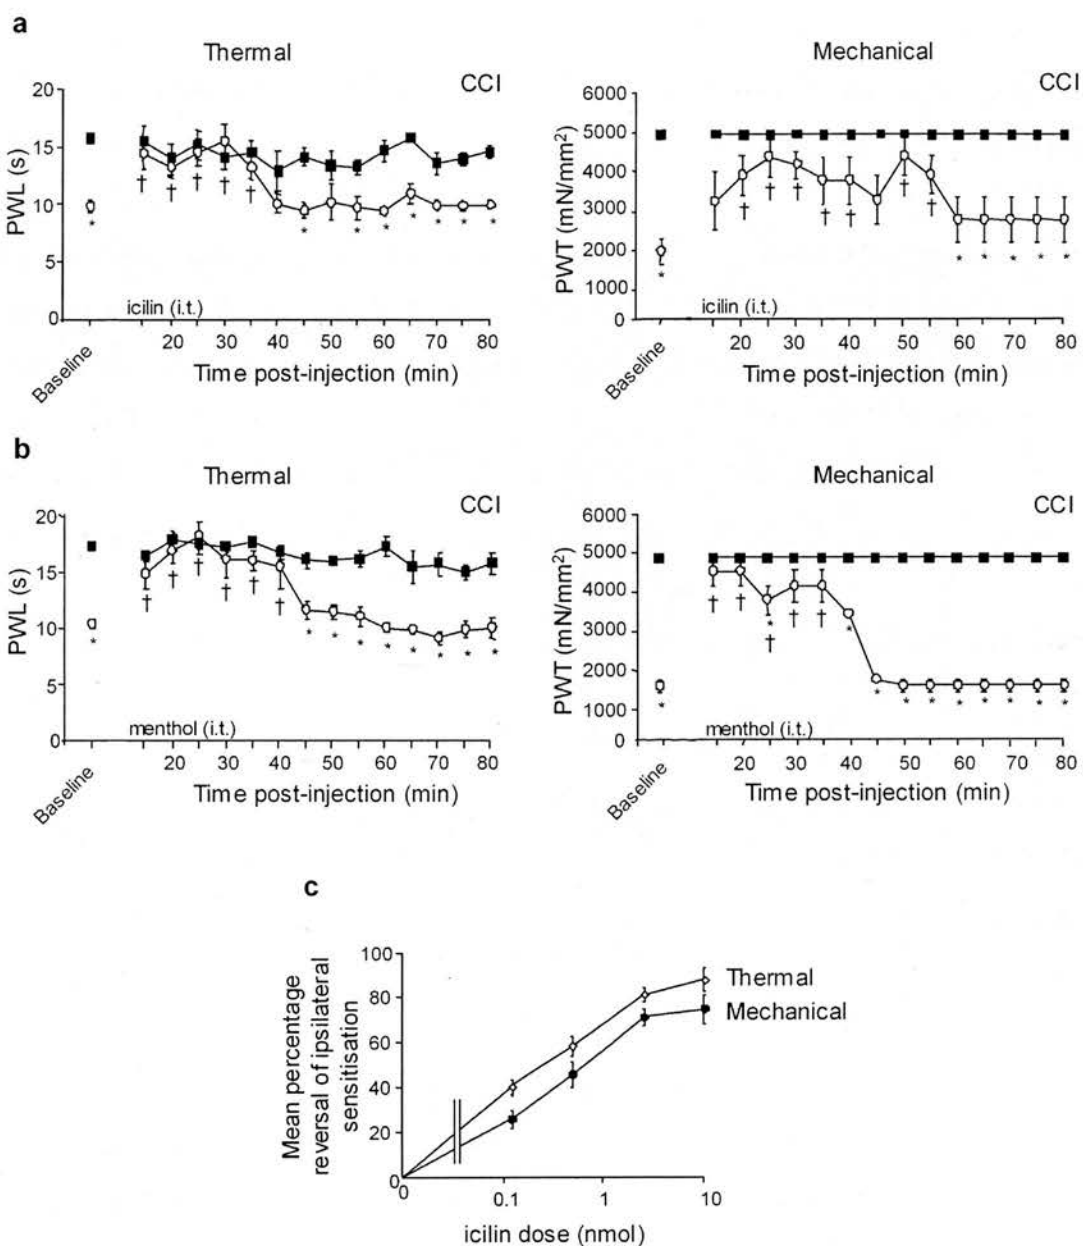 a
Thermal
Mechanical
CCI
CCI
20
15
10
5
0
PWL (s)
†
†
†
†
†
*
*
*
*
*
*
*
*
icilin (i.t.)
Baseline
20 30 40 50 60 70 80
Time post-injection (min)
6000
5000
4000
3000
2000
1000
0
PWT (mN/mm²)
†
†
†
†
†
†
†
*
*
*
*
*
*
icilin (i.t.)
Baseline
20 30 40 50 60 70 80
Time post-injection (min)
b
Thermal
Mechanical
CCI
CCI
20
15
10
5
0
PWL (s)
†
†
†
†
†
†
*
*
*
*
*
*
*
*
*
menthol (i.t.)
Baseline
20 30 40 50 60 70 80
Time post-injection (min)
6000
5000
4000
3000
2000
1000
0
PWT (mN/mm²)
†
†
*
†
†
†
*
*
*
*
*
*
*
*
*
*
menthol (i.t.)
Baseline
20 30 40 50 60 70 80
Time post-injection (min)
c
Mean percentage
reversal of ipsilateral
sensitisation
100
80
60
40
20
0
Thermal
Mechanical
0 0.1 1 10
icilin dose (nmol)